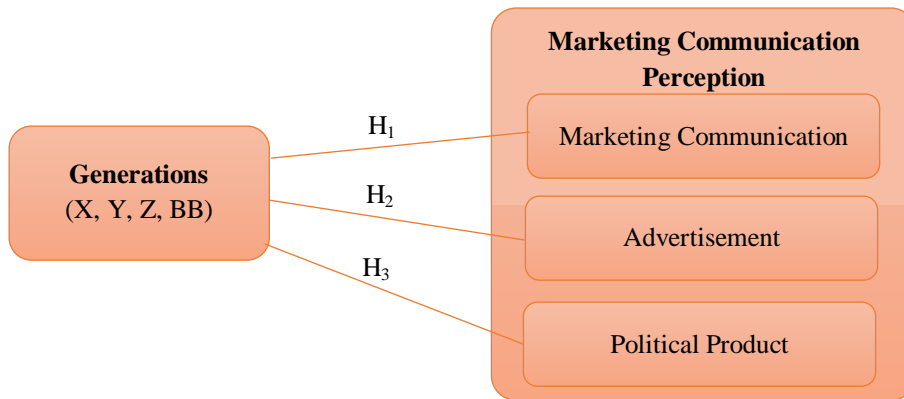 Marketing Communication
Perception
H₁
Marketing Communication
Generations
(X, Y, Z, BB)
H₂
Advertisement
H₃
Political Product